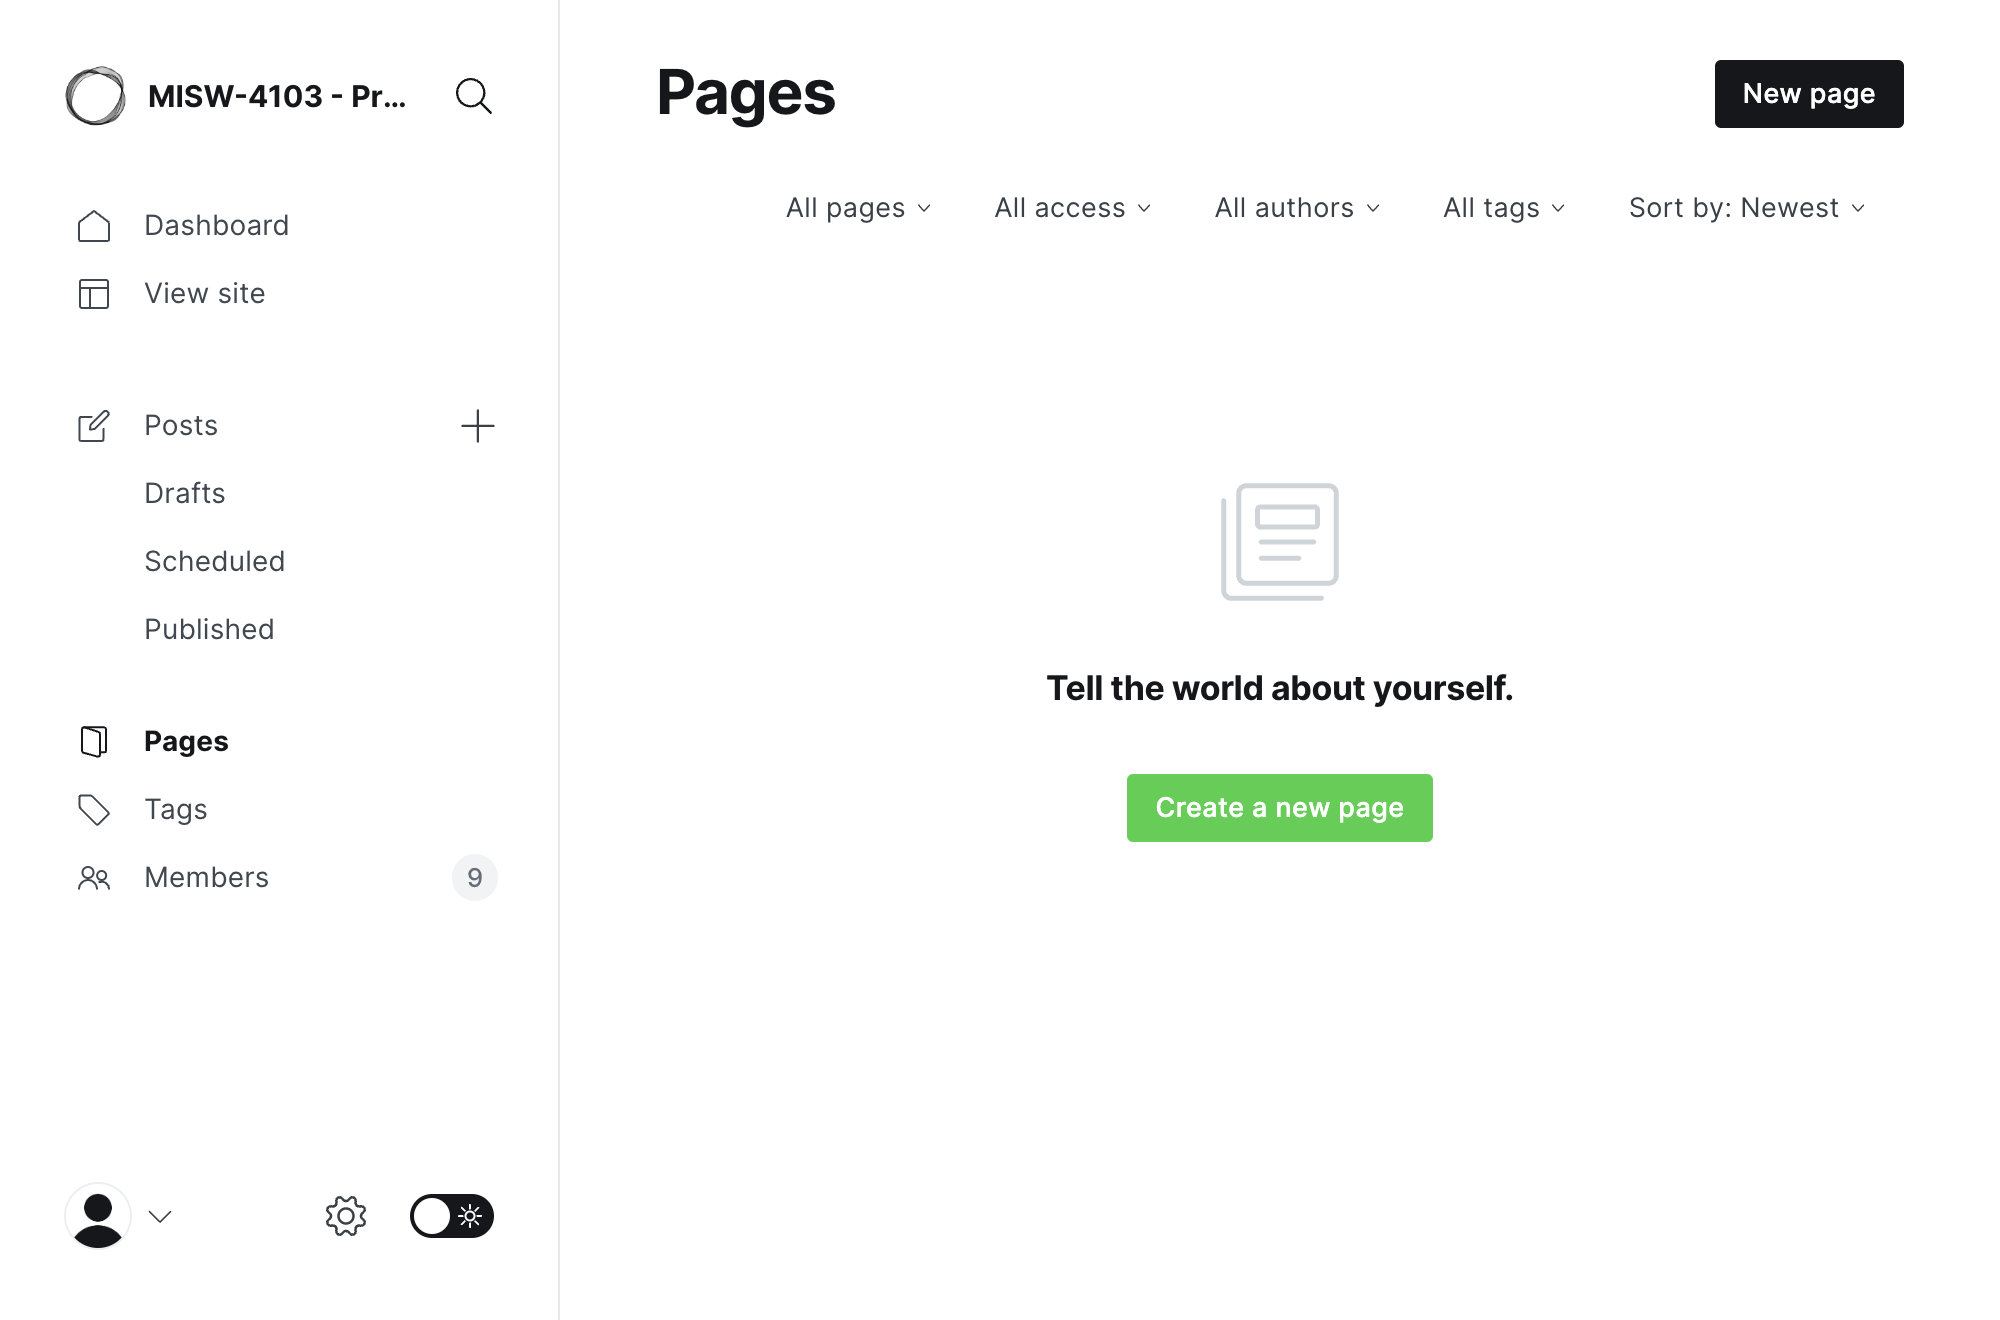 MISW-4103 - Pr...
Dashboard
View site
Posts
Drafts
Scheduled
Published
Pages
Tags
Members 9
Pages
New page
All pages All access All authors All tags Sort by: Newest
Tell the world about yourself.
Create a new page